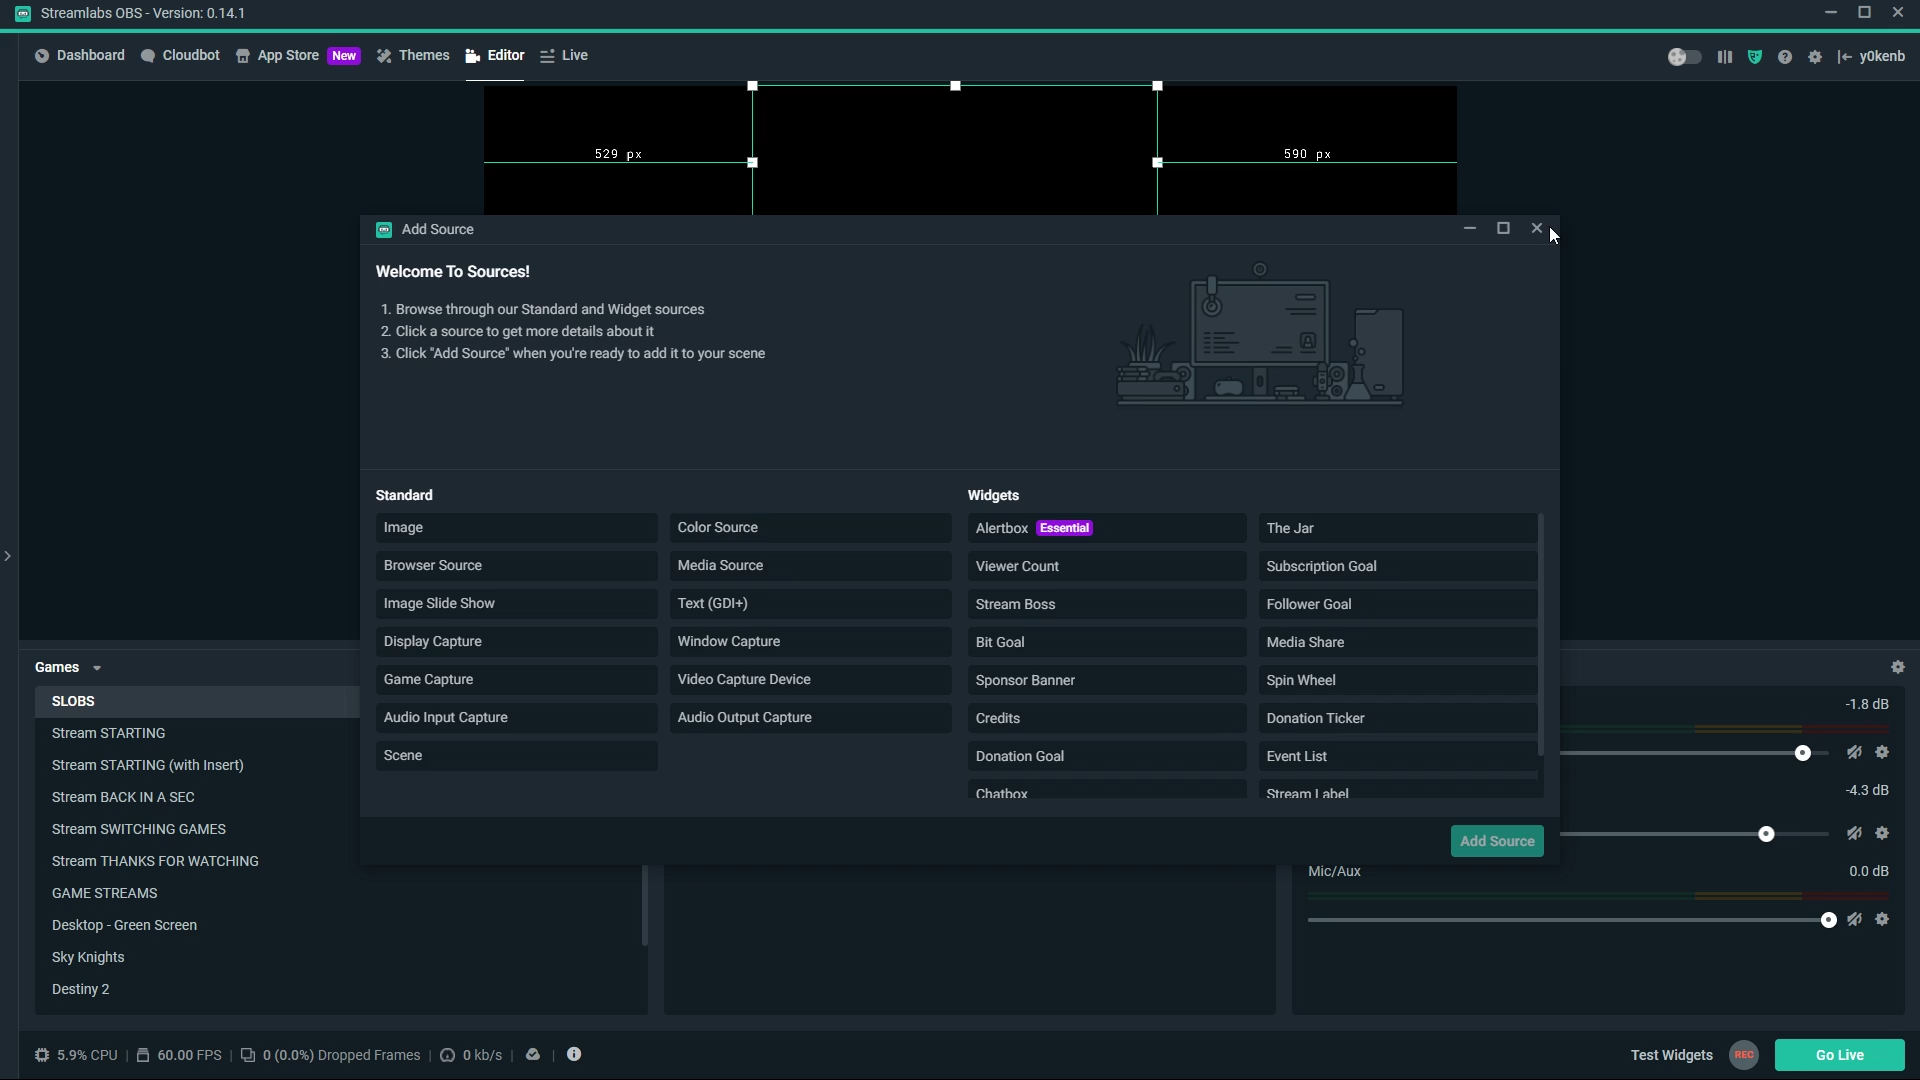 Streamlabs OBS - Version: 0.14.1
Dashboard Cloudbot App Store New Themes Editor Live
y0kenb
529 px
590 px
Add Source
Welcome To Sources!
1. Browse through our Standard and Widget sources
2. Click a source to get more details about it
3. Click "Add Source" when you're ready to add it to your scene
Standard
Image
Color Source
Browser Source
Media Source
Image Slide Show
Text (GDI+)
Display Capture
Window Capture
Game Capture
Video Capture Device
Audio Input Capture
Audio Output Capture
Scene
Widgets
Alertbox Essential
The Jar
Viewer Count
Subscription Goal
Stream Boss
Follower Goal
Bit Goal
Media Share
Sponsor Banner
Spin Wheel
Credits
Donation Ticker
Donation Goal
Event List
Chatbox
Stream Label
Add Source
Games
SLOBS
Stream STARTING
Stream STARTING (with Insert)
Stream BACK IN A SEC
Stream SWITCHING GAMES
Stream THANKS FOR WATCHING
GAME STREAMS
Desktop - Green Screen
Sky Knights
Destiny 2
-1.8 dB
-4.3 dB
Mic/Aux
0.0 dB
5.9% CPU | 60.00 FPS | 0 (0.0%) Dropped Frames | 0 kb/s
Test Widgets
REC
Go Live